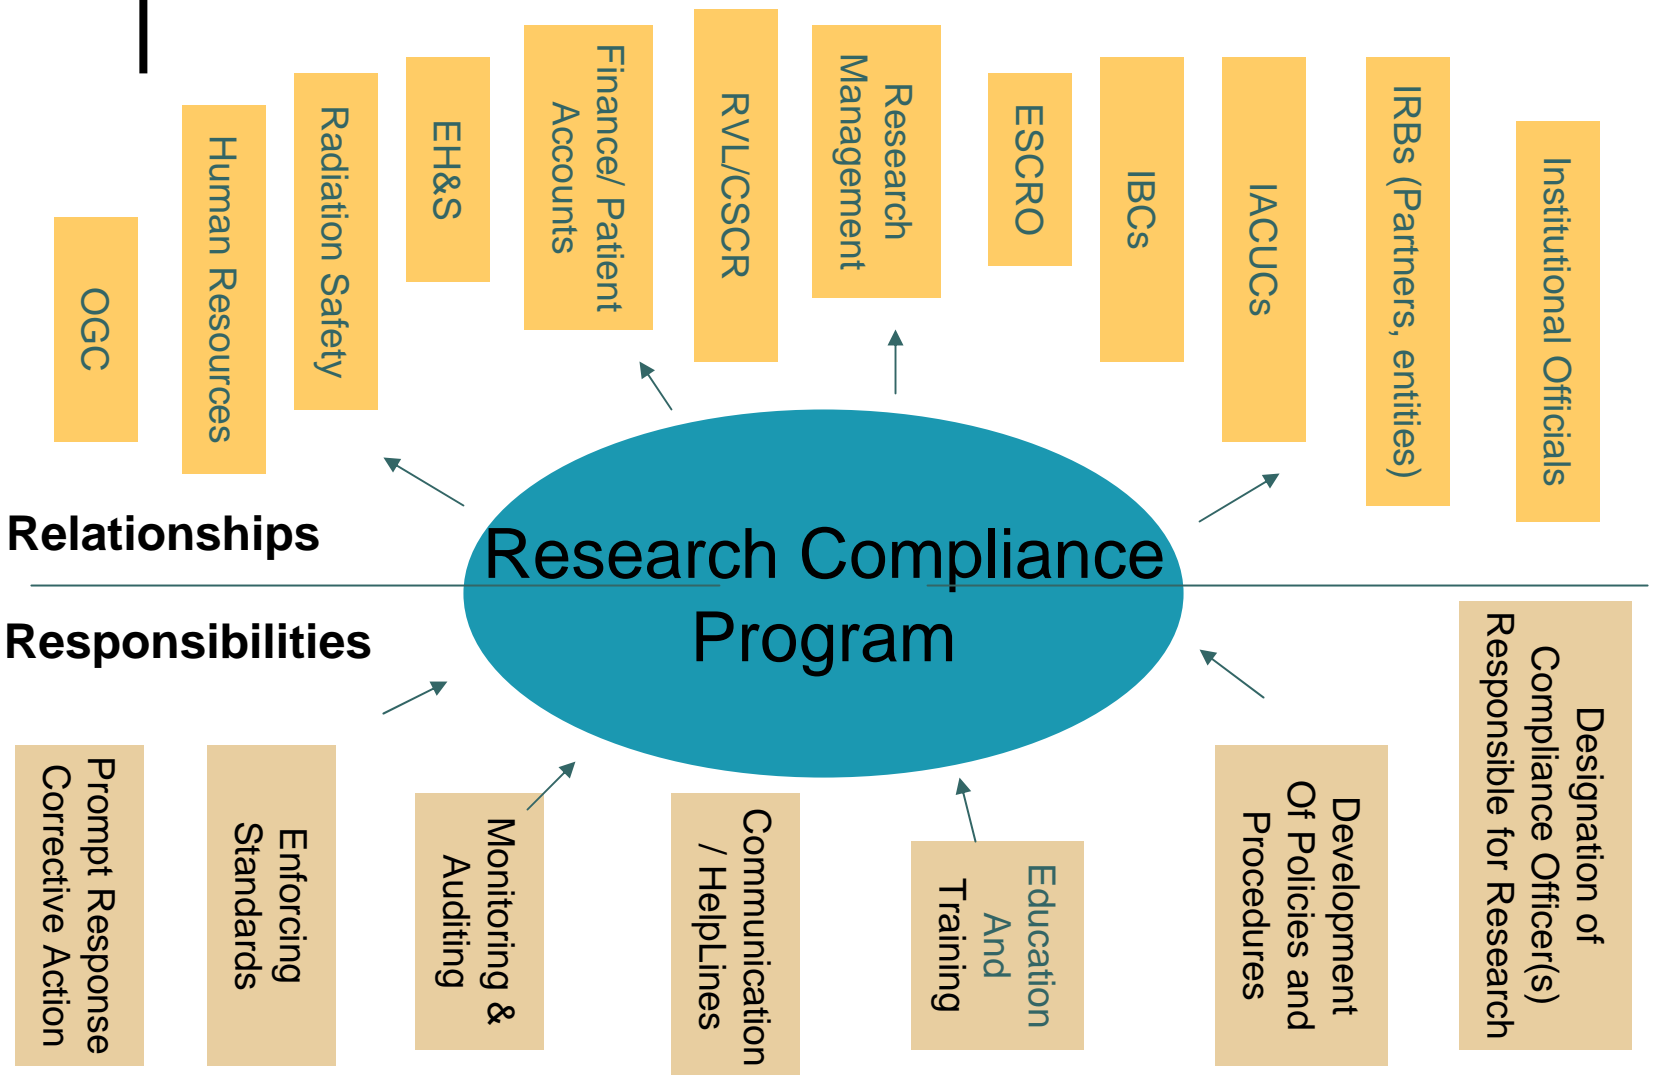 OGC
Human Resources
Radiation Safety
EH&S
Finance/ Patient
Accounts
RVL/CSCR
Research
Management
ESCRO
IBCs
IACUCs
IRBs (Partners, entities)
Institutional Officials
Relationships
Research Compliance
Program
Responsibilities
Prompt Response
Corrective Action
Enforcing
Standards
Monitoring &
Auditing
Communication
/ HelpLines
Education
And
Training
Development
Of Policies and
Procedures
Designation of
Compliance Officer(s)
Responsible for Research